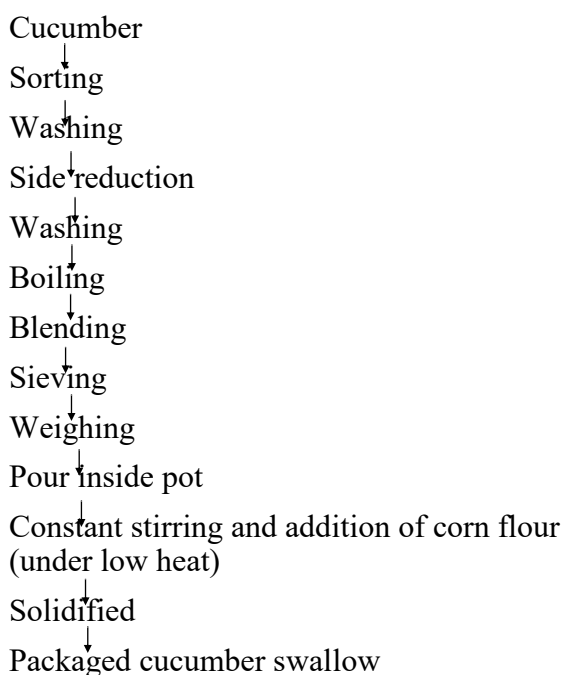 Cucumber
Sorting
Washing
Side reduction
Washing
Boiling
Blending
Sieving
Weighing
Pour inside pot
Constant stirring and addition of corn flour
(under low heat)
Solidified
Packaged cucumber swallow